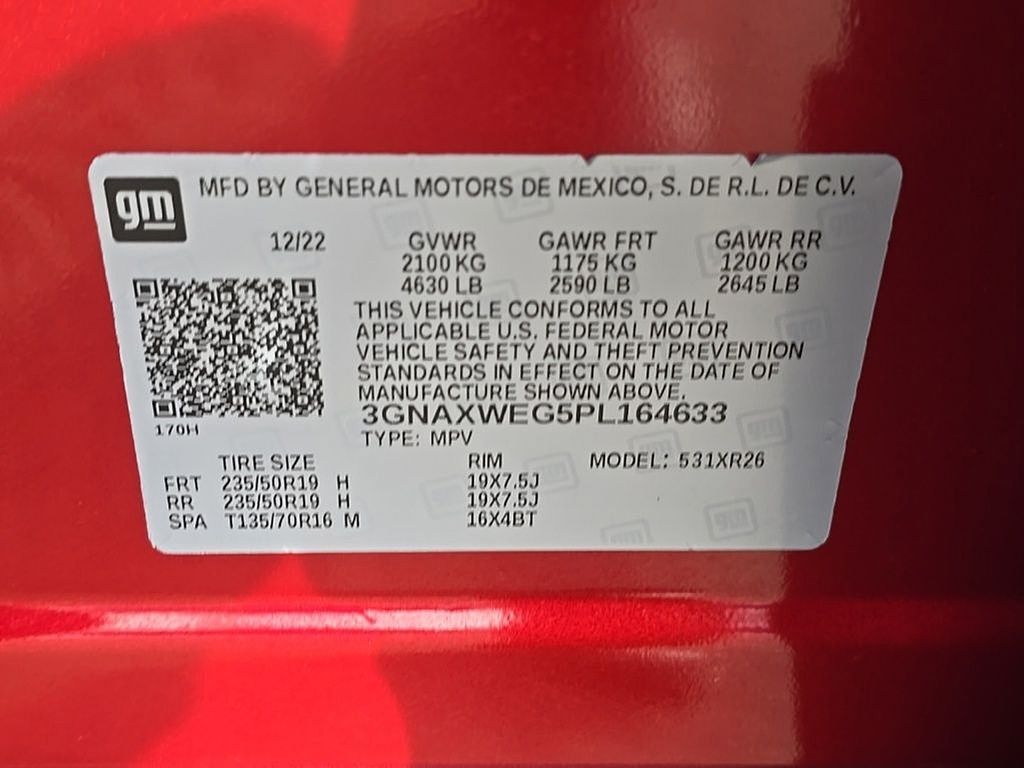 gm MFD BY GENERAL MOTORS DE MEXICO, S. DE R.L. DE C.V.
12/22 GVWR GAWR FRT GAWR RR
2100 KG 1175 KG 1200 KG
4630 LB 2590 LB 2645 LB
THIS VEHICLE CONFORMS TO ALL
APPLICABLE U.S. FEDERAL MOTOR
VEHICLE SAFETY AND THEFT PREVENTION
STANDARDS IN EFFECT ON THE DATE OF
MANUFACTURE SHOWN ABOVE.
3GNAXWEG5PL164633
170H
TYPE: MPV
TIRE SIZE RIM MODEL: 531XR26
FRT 235/50R19 H 19X7.5J
RR 235/50R19 H 19X7.5J
SPA T135/70R16 M 16X4BT